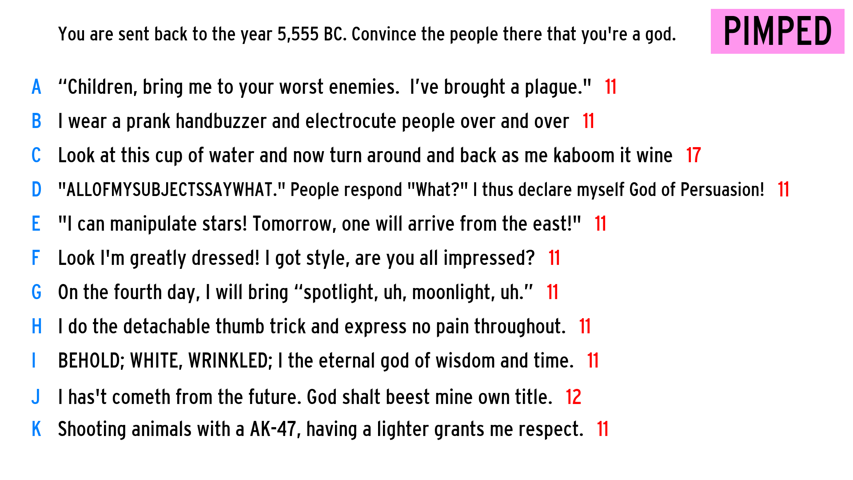 You are sent back to the year 5,555 BC. Convince the people there that you're a god.
PIMPED
A “Children, bring me to your worst enemies. I’ve brought a plague." 11
B I wear a prank handbuzzer and electrocute people over and over 11
C Look at this cup of water and now turn around and back as me kaboom it wine 17
D "ALLOFMYSUBJECTSSAYWHAT." People respond "What?" I thus declare myself God of Persuasion! 11
E "I can manipulate stars! Tomorrow, one will arrive from the east!" 11
F Look I'm greatly dressed! I got style, are you all impressed? 11
G On the fourth day, I will bring “spotlight, uh, moonlight, uh.” 11
H I do the detachable thumb trick and express no pain throughout. 11
I BEHOLD; WHITE, WRINKLED; I the eternal god of wisdom and time. 11
J I has't cometh from the future. God shalt beest mine own title. 12
K Shooting animals with a AK-47, having a lighter grants me respect. 11